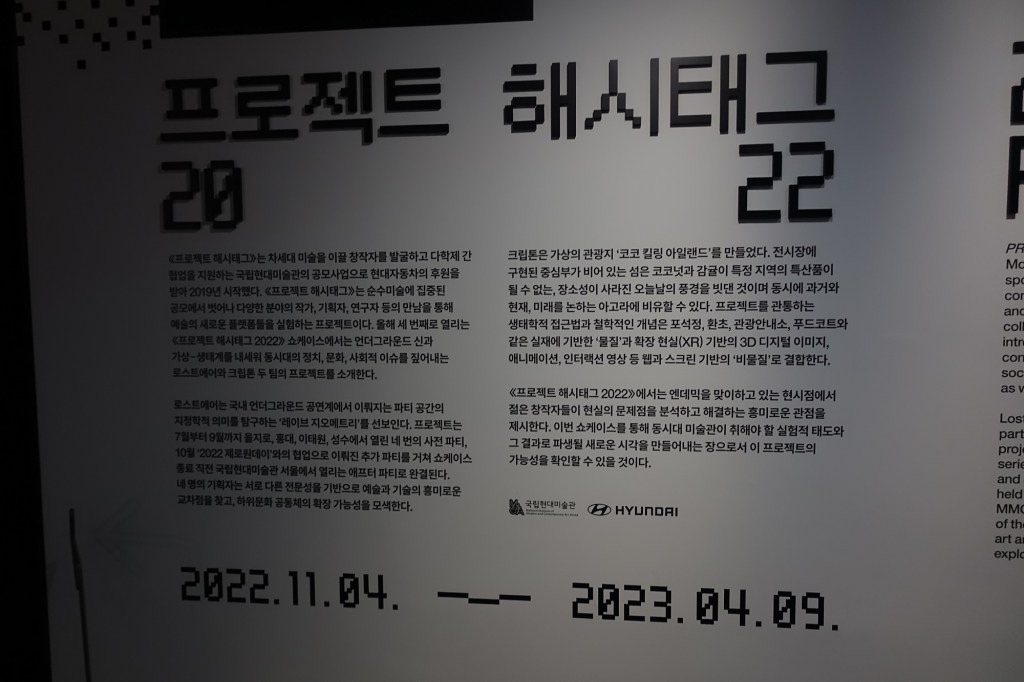 프로젝트 해시태그
20 22
《프로젝트 해시태그》는 차세대 미술을 이끌 창작자를 발굴하고 다학제 간
협업을 지원하는 국립현대미술관의 공모사업으로 현대자동차의 후원을
받아 2019년 시작했다. 《프로젝트 해시태그》는 순수미술에 집중된
공모에서 벗어나 다양한 분야의 작가, 기획자, 연구자 등의 만남을 통해
예술의 새로운 플랫폼들을 실험하는 프로젝트이다. 올해 세 번째로 열리는
《프로젝트 해시태그 2022》 쇼케이스에서는 언더그라운드 신과
가상-생태계를 내세워 동시대의 정치, 문화, 사회적 이슈를 짚어내는
로스트에어와 크립톤 두 팀의 프로젝트를 소개한다.
로스트에어는 국내 언더그라운드 공연계에서 이뤄지는 파티 공간의
지정학적 의미를 탐구하는 '레이브 지오메트리'를 선보인다. 프로젝트는
7월부터 9월까지 을지로, 홍대, 이태원, 성수에서 열린 네 번의 사전 파티,
10월 '2022 제로원데이'와의 협업으로 이뤄진 추가 파티를 거쳐 쇼케이스
종료 직전 국립현대미술관 서울에서 열리는 애프터 파티로 완결된다.
네 명의 기획자는 서로 다른 전문성을 기반으로 예술과 기술의 흥미로운
교차점을 찾고, 하위문화 공동체의 확장 가능성을 모색한다.
크립톤은 가상의 관광지 '코코 킬링 아일랜드'를 만들었다. 전시장에
구현된 중심부가 비어 있는 섬은 코코넛과 감귤이 특정 지역의 특산품이
될 수 없는, 장소성이 사라진 오늘날의 풍경을 빗댄 것이며 동시에 과거와
현재, 미래를 논하는 아고라에 비유할 수 있다. 프로젝트를 관통하는
생태학적 접근법과 철학적인 개념은 포석정, 환초, 관광안내소, 푸드코트와
같은 실재에 기반한 '물질'과 확장 현실(XR) 기반의 3D 디지털 이미지,
애니메이션, 인터랙션 영상 등 웹과 스크린 기반의 '비물질'로 결합한다.
《프로젝트 해시태그 2022》에서는 엔데믹을 맞이하고 있는 현시점에서
젊은 창작자들이 현실의 문제점을 분석하고 해결하는 흥미로운 관점을
제시한다. 이번 쇼케이스를 통해 동시대 미술관이 취해야 할 실험적 태도와
그 결과로 파생될 새로운 시각을 만들어내는 장으로서 이 프로젝트의
가능성을 확인할 수 있을 것이다.
국립현대미술관
HYUNDAI
2022.11.04. — 2023.04.09.
Lost
part
proje
serie
and
held
MMC
of the
art ar
explo